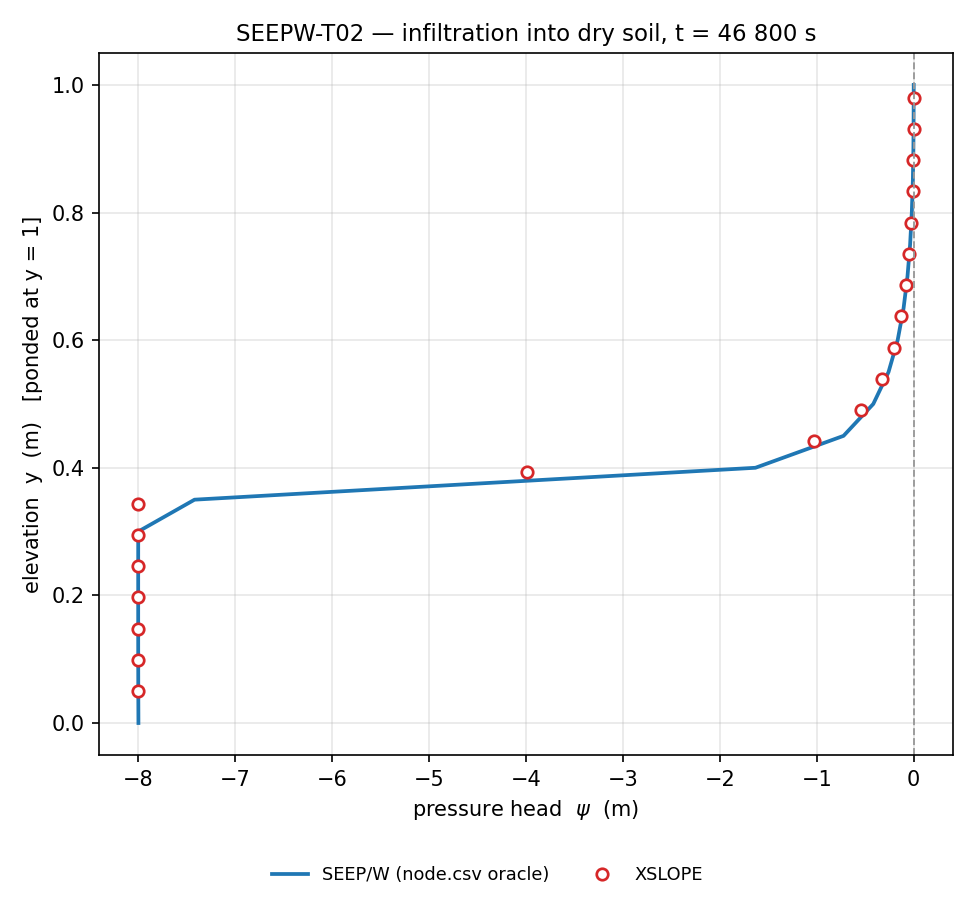 SEEPW-T02 — infiltration into dry soil, t = 46 800 s
elevation y (m) [ponded at y = 1]
1.0
0.8
0.6
0.4
0.2
0.0
−8 −7 −6 −5 −4 −3 −2 −1 0
pressure head ψ (m)
SEEP/W (node.csv oracle) XSLOPE